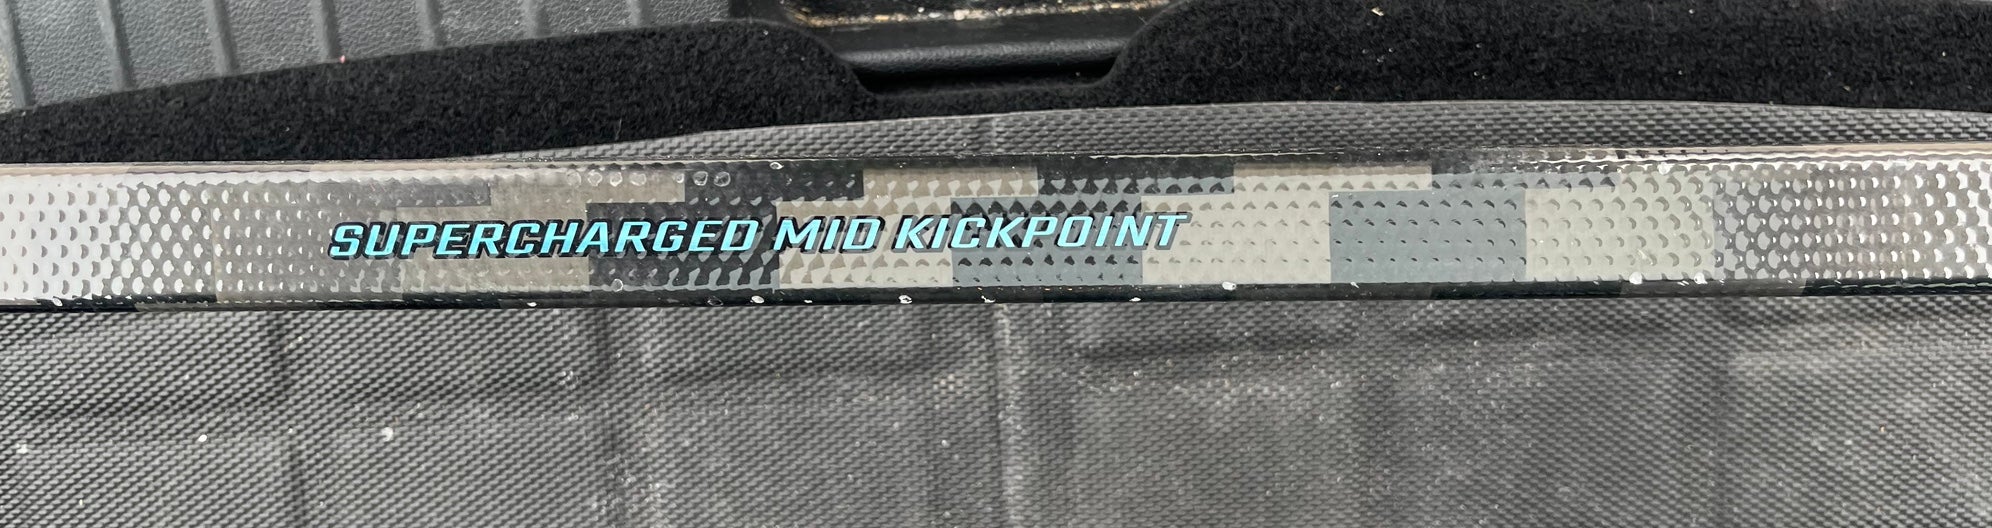 SUPERCHARGED MID KICKPOINT